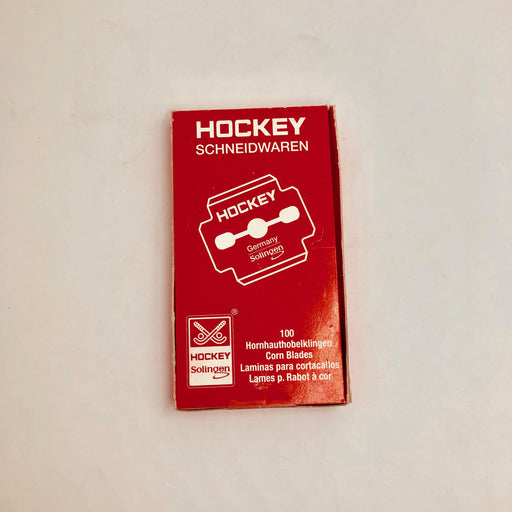 HOCKEY
SCHNEIDWAREN
HOCKEY
Germany
Solingen
®
HOCKEY
Solingen
100
Hornhauthobelklingen
Corn Blades
Laminas para cortacallos
Lames p. Rabot à cor